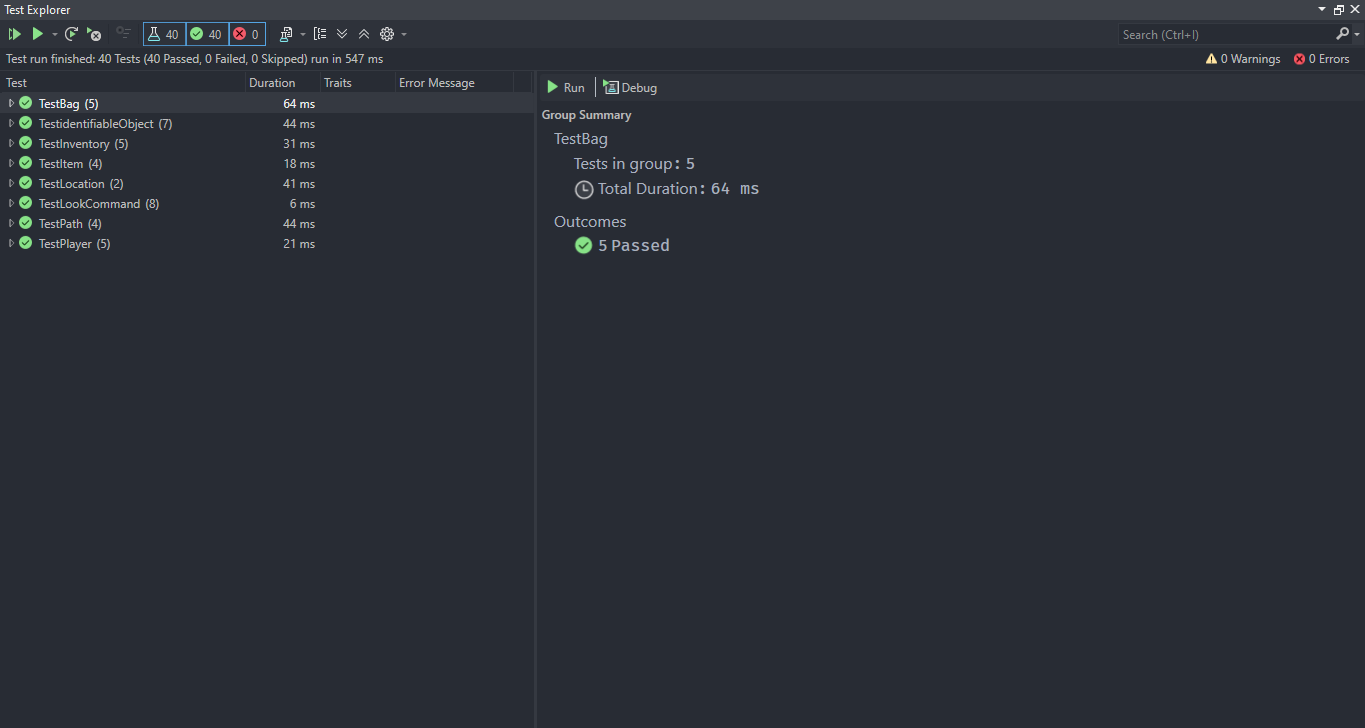 Test Explorer
40 40 0
Search (Ctrl+I)
Test run finished: 40 Tests (40 Passed, 0 Failed, 0 Skipped) run in 547 ms
0 Warnings 0 Errors
Test Duration Traits Error Message
TestBag (5) 64 ms
TestidentifiableObject (7) 44 ms
TestInventory (5) 31 ms
TestItem (4) 18 ms
TestLocation (2) 41 ms
TestLookCommand (8) 6 ms
TestPath (4) 44 ms
TestPlayer (5) 21 ms
Run Debug
Group Summary
TestBag
Tests in group: 5
Total Duration: 64 ms
Outcomes
5 Passed